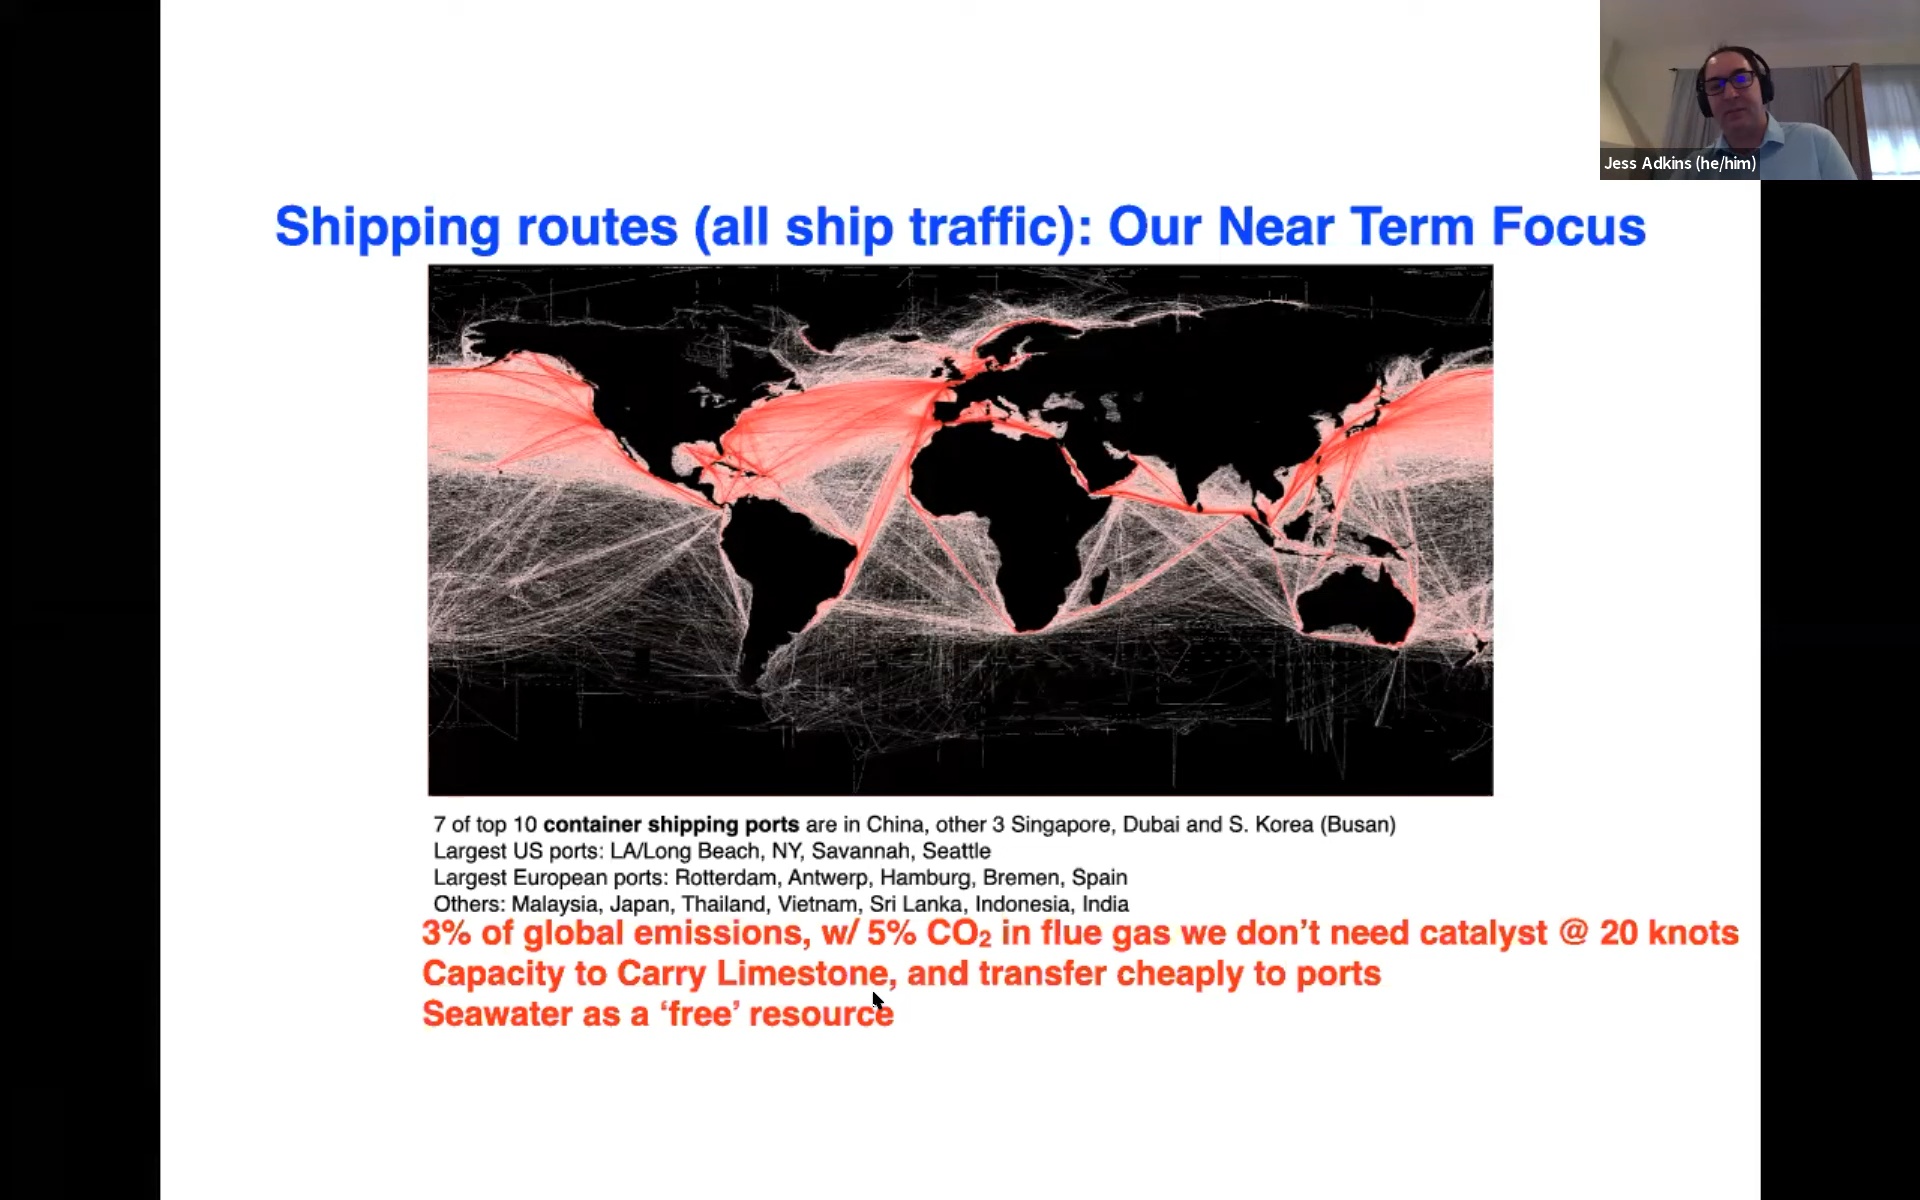 Jess Adkins (he/him)
Shipping routes (all ship traffic): Our Near Term Focus
7 of top 10 container shipping ports are in China, other 3 Singapore, Dubai and S. Korea (Busan)
Largest US ports: LA/Long Beach, NY, Savannah, Seattle
Largest European ports: Rotterdam, Antwerp, Hamburg, Bremen, Spain
Others: Malaysia, Japan, Thailand, Vietnam, Sri Lanka, Indonesia, India
3% of global emissions, w/ 5% CO₂ in flue gas we don’t need catalyst @ 20 knots
Capacity to Carry Limestone, and transfer cheaply to ports
Seawater as a ‘free’ resource